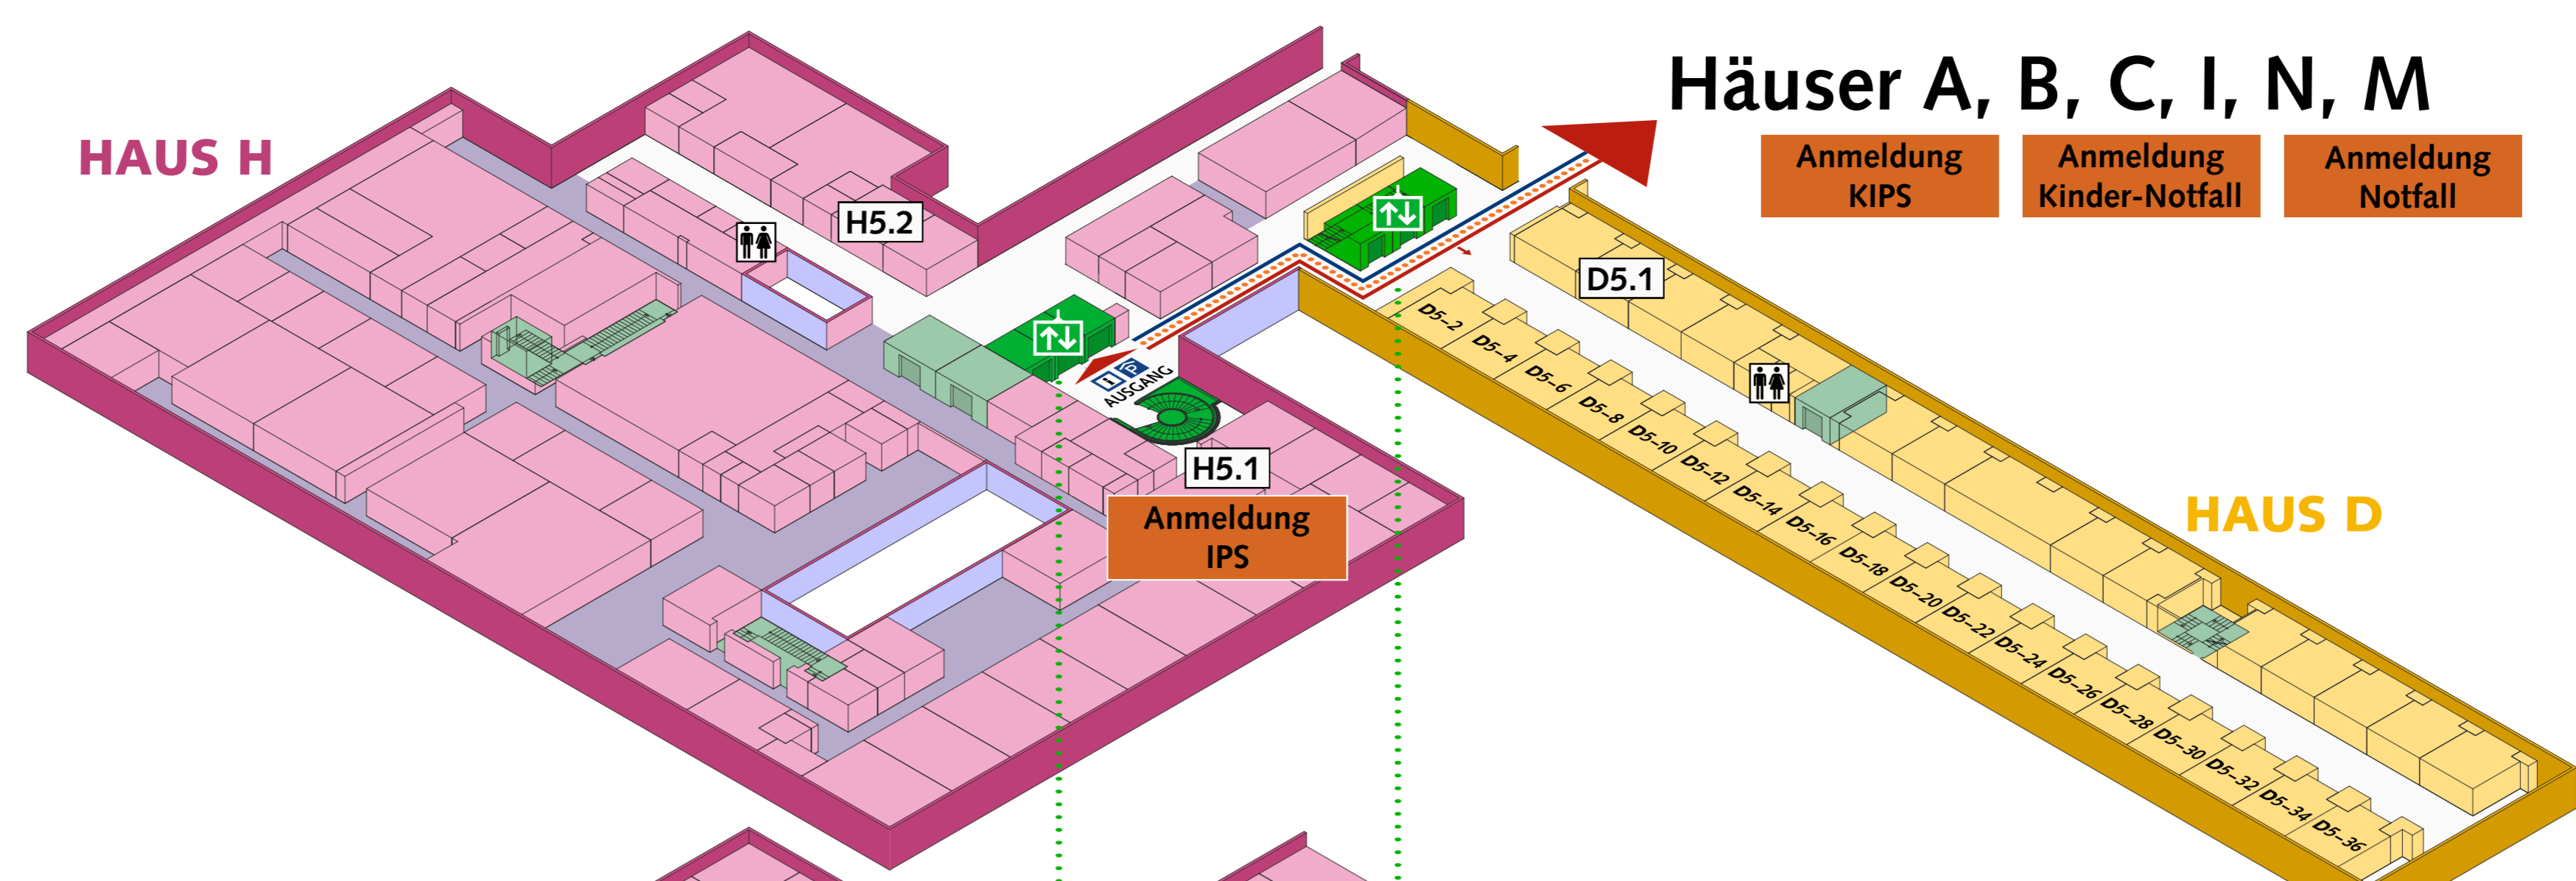 Häuser A, B, C, I, N, M
Anmeldung
KIPS
Anmeldung
Kinder-Notfall
Anmeldung
Notfall
HAUS H
H5.2
D5.1
i P
AUSGANG
H5.1
Anmeldung
IPS
HAUS D
D5-2
D5-4
D5-6
D5-8
D5-10
D5-12
D5-14
D5-16
D5-18
D5-20
D5-22
D5-24
D5-26
D5-28
D5-30
D5-32
D5-34
D5-36